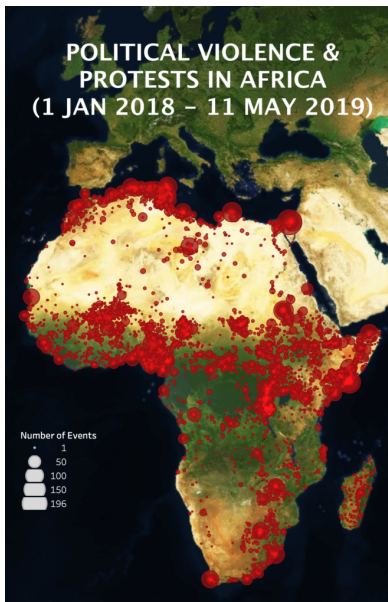 POLITICAL VIOLENCE &
PROTESTS IN AFRICA
(1 JAN 2018 – 11 MAY 2019)
Number of Events
1
50
100
150
196